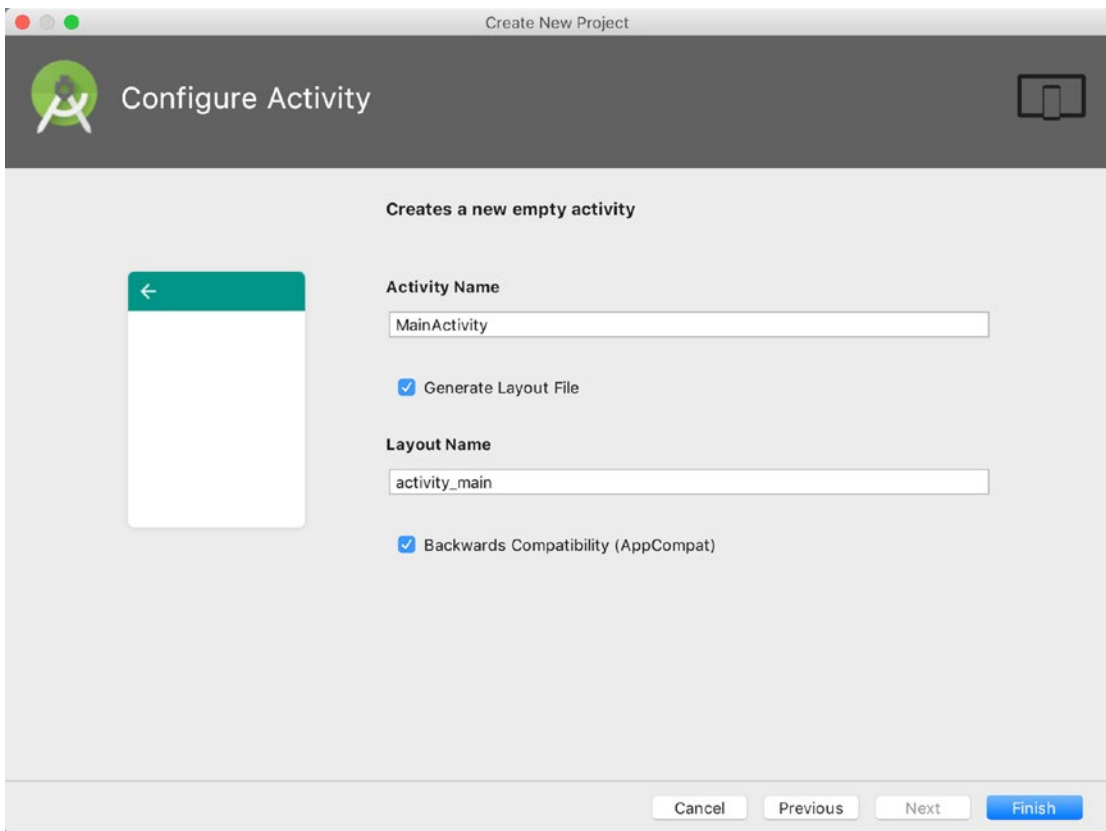 Create New Project
Configure Activity
Creates a new empty activity
Activity Name
MainActivity
Generate Layout File
Layout Name
activity_main
Backwards Compatibility (AppCompat)
Cancel Previous Next Finish